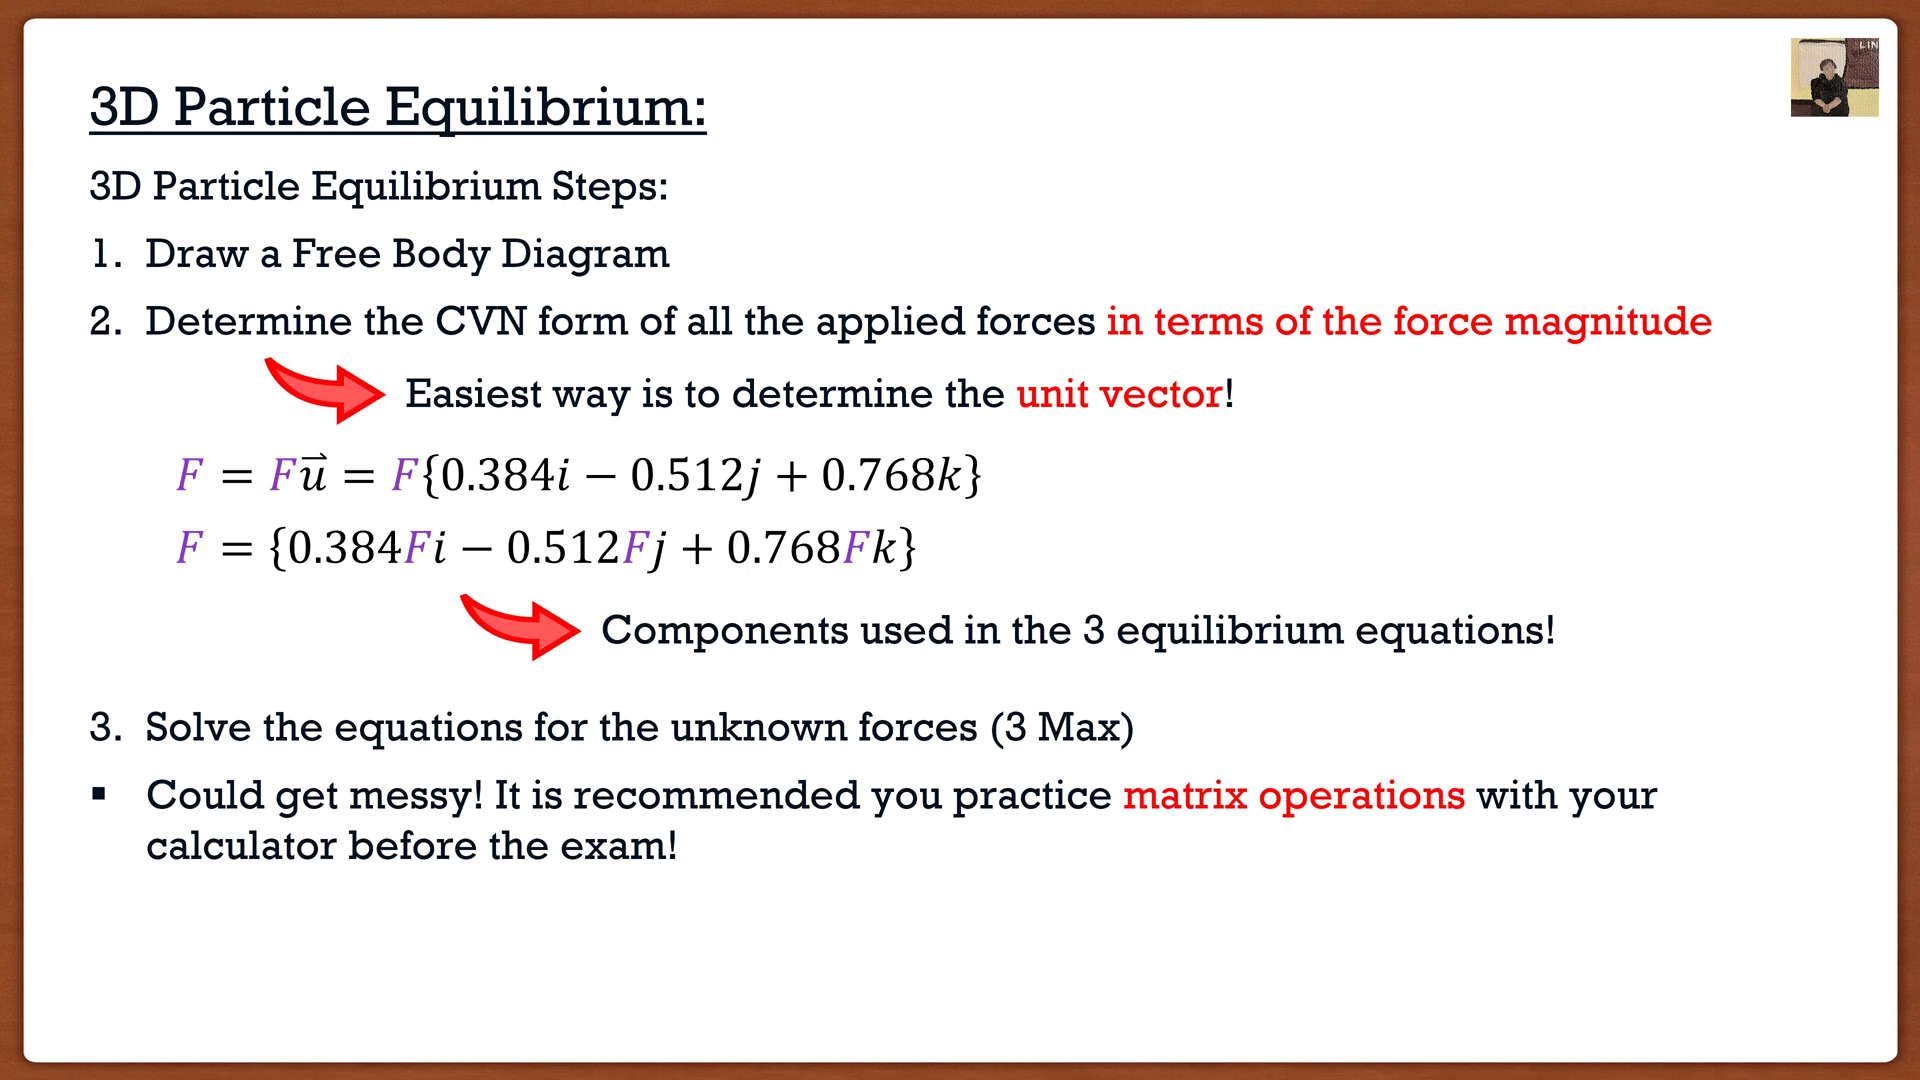 LIN
3D Particle Equilibrium:
3D Particle Equilibrium Steps:
1. Draw a Free Body Diagram
2. Determine the CVN form of all the applied forces in terms of the force magnitude
Easiest way is to determine the unit vector!
F = Fu⃗ = F{0.384i − 0.512j + 0.768k}
F = {0.384Fi − 0.512Fj + 0.768Fk}
Components used in the 3 equilibrium equations!
3. Solve the equations for the unknown forces (3 Max)
▪ Could get messy! It is recommended you practice matrix operations with your
calculator before the exam!